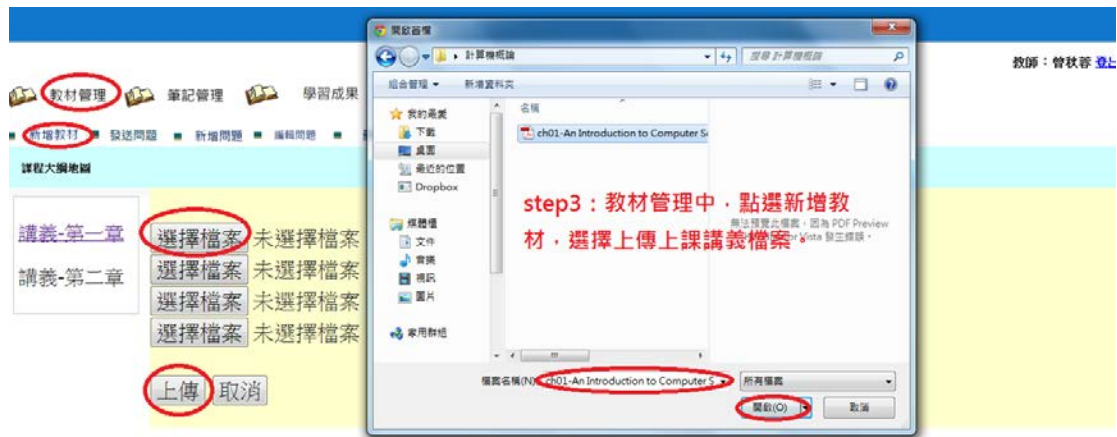 開啟舊檔
計算機概論
搜尋 計算機概論
教師：曾秋蓉 登
教材管理 筆記管理 學習成果
組合管理 新增資料夾
新增教材 發送問題 新增問題 編輯問題
課程大綱地圖
我的最愛
下載
桌面
最近的位置
Dropbox
媒體櫃
文件
音樂
視訊
圖片
家用群組
名稱
ch01-An Introduction to Computer S
step3：教材管理中，點選新增教
材，選擇上傳上課講義檔案。
無法預覽此檔案，因為 PDF Preview
or Vista 發生錯誤。
講義-第一章
講義-第二章
選擇檔案 未選擇檔案
選擇檔案 未選擇檔案
選擇檔案 未選擇檔案
選擇檔案 未選擇檔案
上傳 取消
檔案名稱(N): ch01-An Introduction to Computer S
所有檔案
開啟(O) 取消